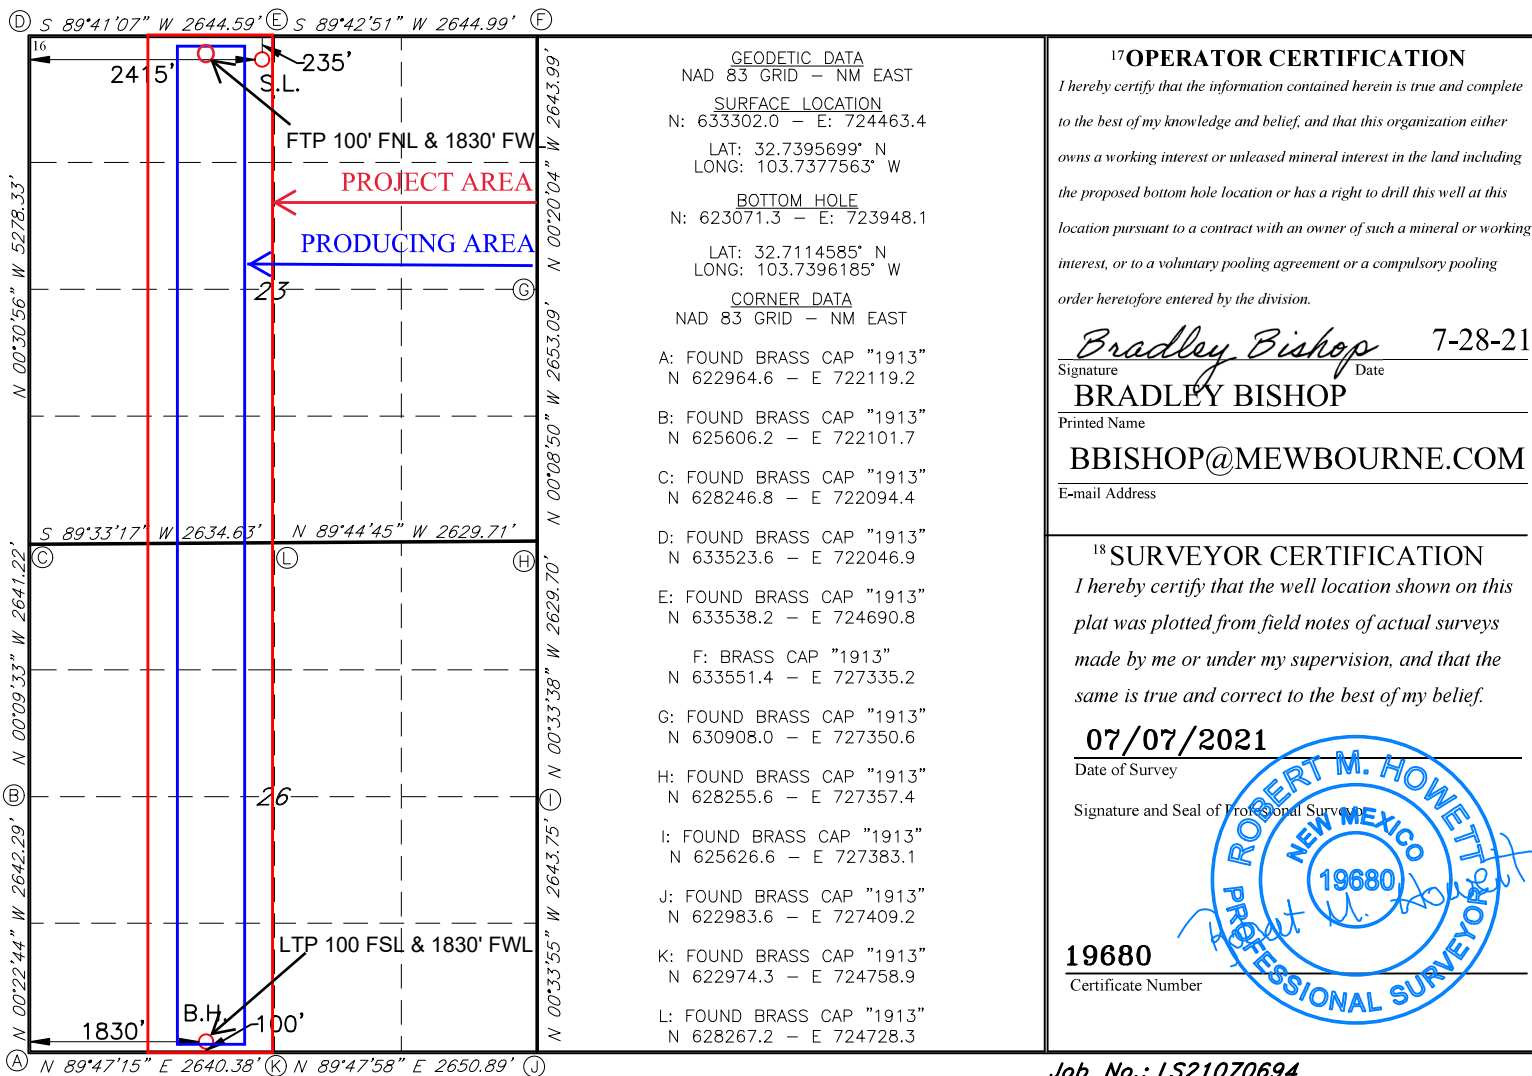 D S 89°41'07" W 2644.59' E S 89°42'51" W 2644.99' F
16
2415'
235'
S.L.
FTP 100' FNL & 1830' FWL
PROJECT AREA
PRODUCING AREA
23
G
N 00°30'56" W 5278.33'
N 00°20'04" W 2643.99'
N 00°08'50" W 2653.09'
S 89°33'17" W 2634.63' N 89°44'45" W 2629.71'
C L H
N 00°09'33" W 2641.22'
N 00°33'38" W 2629.70'
B 26 I
N 00°22'44" W 2642.29'
N 00°33'55" W 2643.75'
LTP 100 FSL & 1830' FWL
B.H.
1830'
100'
A N 89°47'15" E 2640.38' K N 89°47'58" E 2650.89' J
GEODETIC DATA
NAD 83 GRID – NM EAST
SURFACE LOCATION
N: 633302.0 – E: 724463.4
LAT: 32.7395699° N
LONG: 103.7377563° W
BOTTOM HOLE
N: 623071.3 – E: 723948.1
LAT: 32.7114585° N
LONG: 103.7396185° W
CORNER DATA
NAD 83 GRID – NM EAST
A: FOUND BRASS CAP "1913"
N 622964.6 – E 722119.2
B: FOUND BRASS CAP "1913"
N 625606.2 – E 722101.7
C: FOUND BRASS CAP "1913"
N 628246.8 – E 722094.4
D: FOUND BRASS CAP "1913"
N 633523.6 – E 722046.9
E: FOUND BRASS CAP "1913"
N 633538.2 – E 724690.8
F: BRASS CAP "1913"
N 633551.4 – E 727335.2
G: FOUND BRASS CAP "1913"
N 630908.0 – E 727350.6
H: FOUND BRASS CAP "1913"
N 628255.6 – E 727357.4
I: FOUND BRASS CAP "1913"
N 625626.6 – E 727383.1
J: FOUND BRASS CAP "1913"
N 622983.6 – E 727409.2
K: FOUND BRASS CAP "1913"
N 622974.3 – E 724758.9
L: FOUND BRASS CAP "1913"
N 628267.2 – E 724728.3
17 OPERATOR CERTIFICATION
I hereby certify that the information contained herein is true and complete
to the best of my knowledge and belief, and that this organization either
owns a working interest or unleased mineral interest in the land including
the proposed bottom hole location or has a right to drill this well at this
location pursuant to a contract with an owner of such a mineral or working
interest, or to a voluntary pooling agreement or a compulsory pooling
order heretofore entered by the division.
Bradley Bishop 7-28-21
Signature Date
BRADLEY BISHOP
Printed Name
BBISHOP@MEWBOURNE.COM
E-mail Address
18 SURVEYOR CERTIFICATION
I hereby certify that the well location shown on this
plat was plotted from field notes of actual surveys
made by me or under my supervision, and that the
same is true and correct to the best of my belief.
07/07/2021
Date of Survey
Signature and Seal of Professional Surveyor
ROBERT M. HOWETT
NEW MEXICO
19680
PROFESSIONAL SURVEYOR
Robert M. Howett
19680
Certificate Number
Job No.: LS21070694